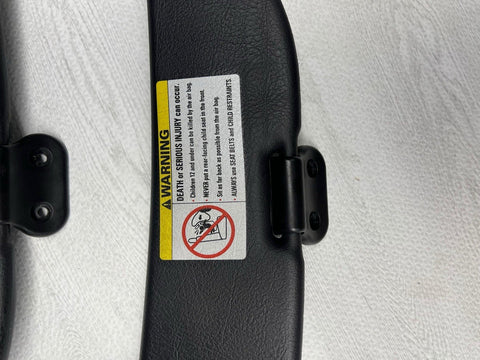 ⚠WARNING
DEATH or SERIOUS INJURY can occur.
• Children 12 and under can be killed by the air bag.
• NEVER put a rear-facing child seat in the front.
• Sit as far back as possible from the air bag.
• ALWAYS use SEAT BELTS and CHILD RESTRAINTS.